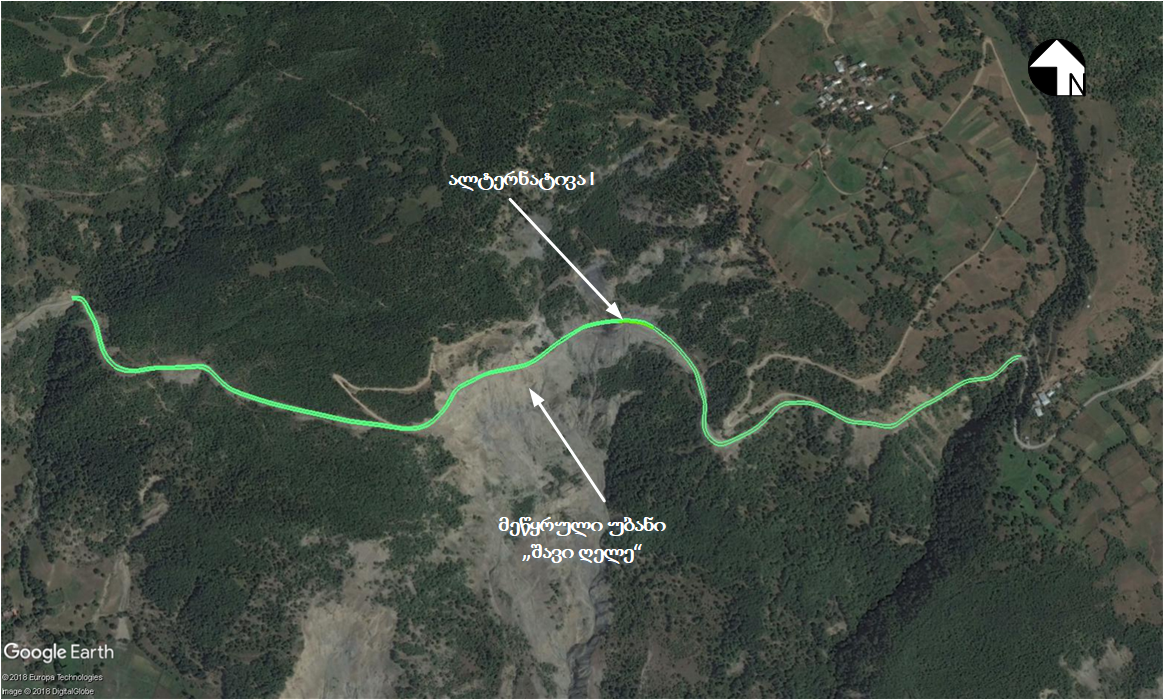 N
ალტერნატივა I
მეწყრული უბანი
„შავი ღელე“
Google Earth
© 2018 Europa Technologies
Image © 2018 DigitalGlobe